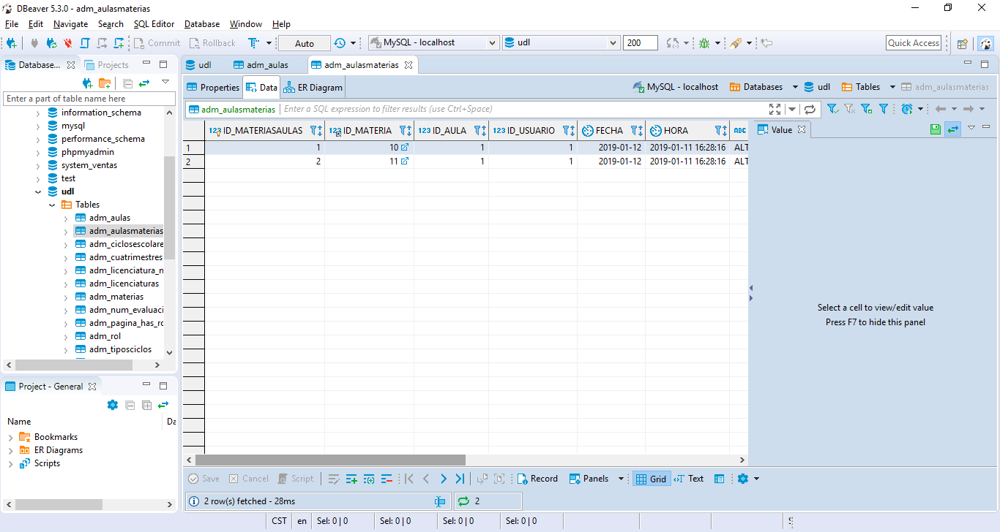 DBeaver 5.3.0 - adm_aulasmaterias
File Edit Navigate Search SQL Editor Database Window Help
Commit Rollback Auto MySQL - localhost udl 200 Quick Access
Database... Projects
Enter a part of table name here
information_schema
mysql
performance_schema
phpmyadmin
system_ventas
test
udl
Tables
adm_aulas
adm_aulasmaterias
adm_ciclosescolare
adm_cuatrimestres
adm_licenciatura_n
adm_licenciaturas
adm_materias
adm_num_evaluaci
adm_pagina_has_rc
adm_rol
adm_tiposciclos
Project - General
Name Da
Bookmarks
ER Diagrams
Scripts
udl adm_aulas adm_aulasmaterias
Properties Data ER Diagram MySQL - localhost Databases udl Tables adm_aulasmaterias
adm_aulasmaterias Enter a SQL expression to filter results (use Ctrl+Space)
123 ID_MATERIASAULAS 123 ID_MATERIA 123 ID_AULA 123 ID_USUARIO FECHA HORA ABC
1 1 10 1 1 2019-01-12 2019-01-11 16:28:16 ALT
2 2 11 1 1 2019-01-12 2019-01-11 16:28:16 ALT
Value
Select a cell to view/edit value
Press F7 to hide this panel
Save Cancel Script Record Panels Grid Text
2 row(s) fetched - 28ms 2
CST en Sel: 0 | 0 Sel: 0 | 0 Sel: 0 | 0 Sel: 0 | 0